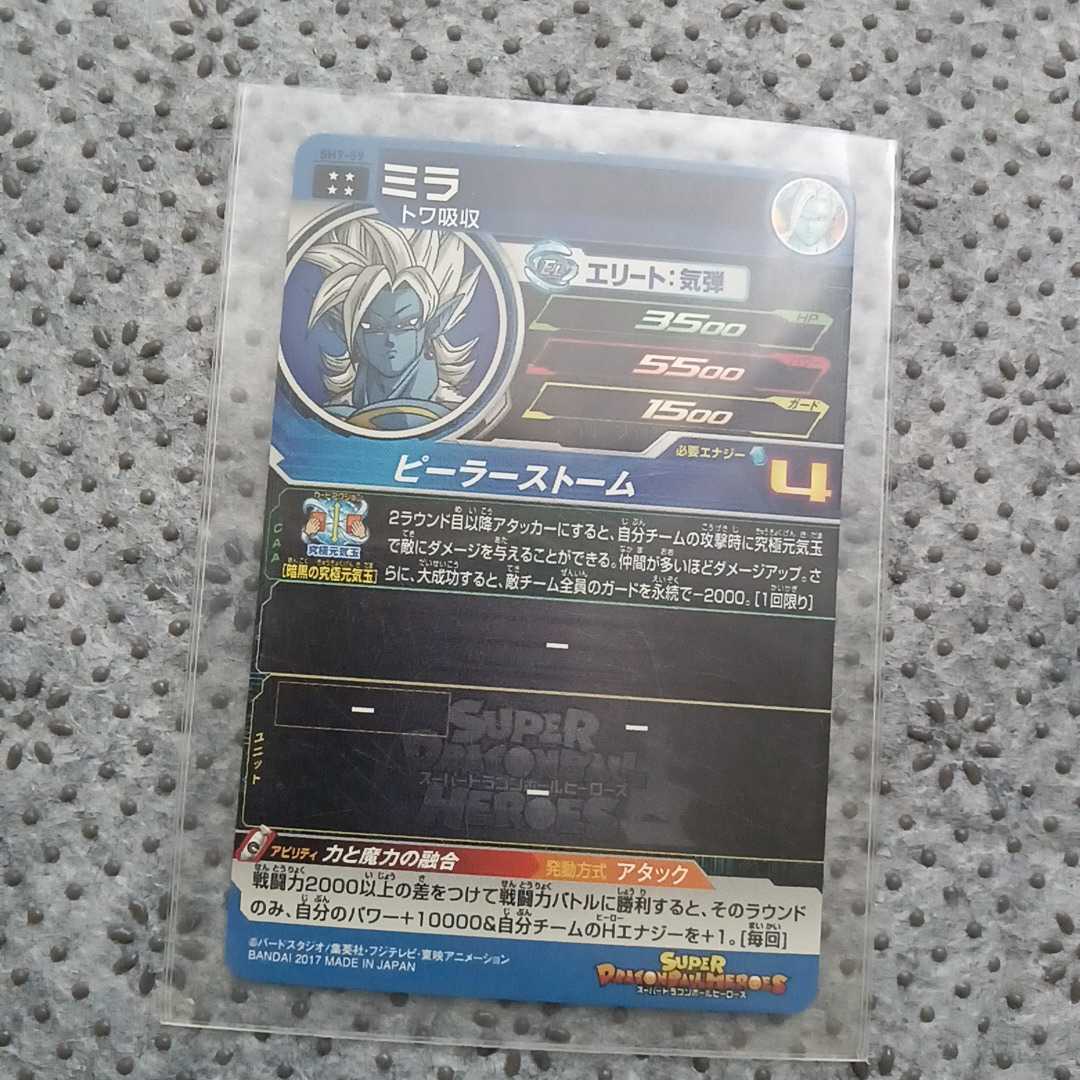 SH7-59
ミラ
トワ吸収
エリート:気弾
3500 HP
5500
1500 ガード
必要エナジー 4
ピーラーストーム
CAA
カードアクション
究極元気玉
[暗黒の究極元気玉]
2ラウンド目以降アタッカーにすると、自分チームの攻撃時に究極元気玉
で敵にダメージを与えることができる。仲間が多いほどダメージアップ。さ
らに、大成功すると、敵チーム全員のガードを永続で-2000。[1回限り]
-
ユニット
- -
-
SUPER
DRAGONBALL
スーパードラゴンボールヒーローズ
HEROES
アビリティ 力と魔力の融合 発動方式 アタック
戦闘力2000以上の差をつけて戦闘力バトルに勝利すると、そのラウンド
のみ、自分のパワー+10000&自分チームのHエナジーを+1。[毎回]
©バードスタジオ/集英社・フジテレビ・東映アニメーション
BANDAI 2017 MADE IN JAPAN
SUPER
DRAGONBALL HEROES
スーパードラゴンボールヒーローズ